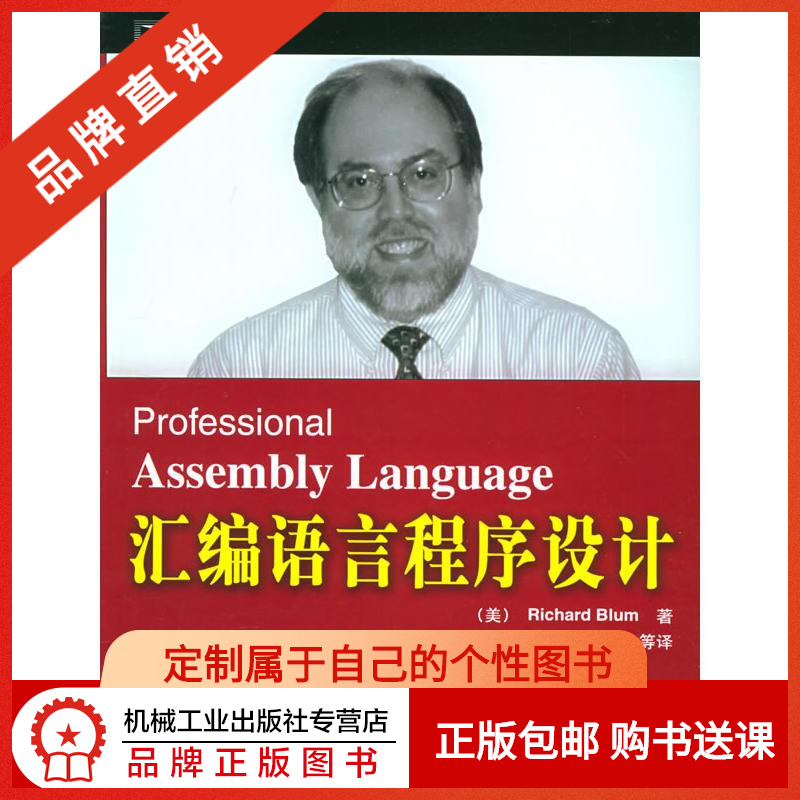 品牌直销
Professional
Assembly Language
汇编语言程序设计
（美） Richard Blum 著
等译
定制属于自己的个性图书
机械工业出版社专营店
品牌正版图书
正版包邮 购书送课